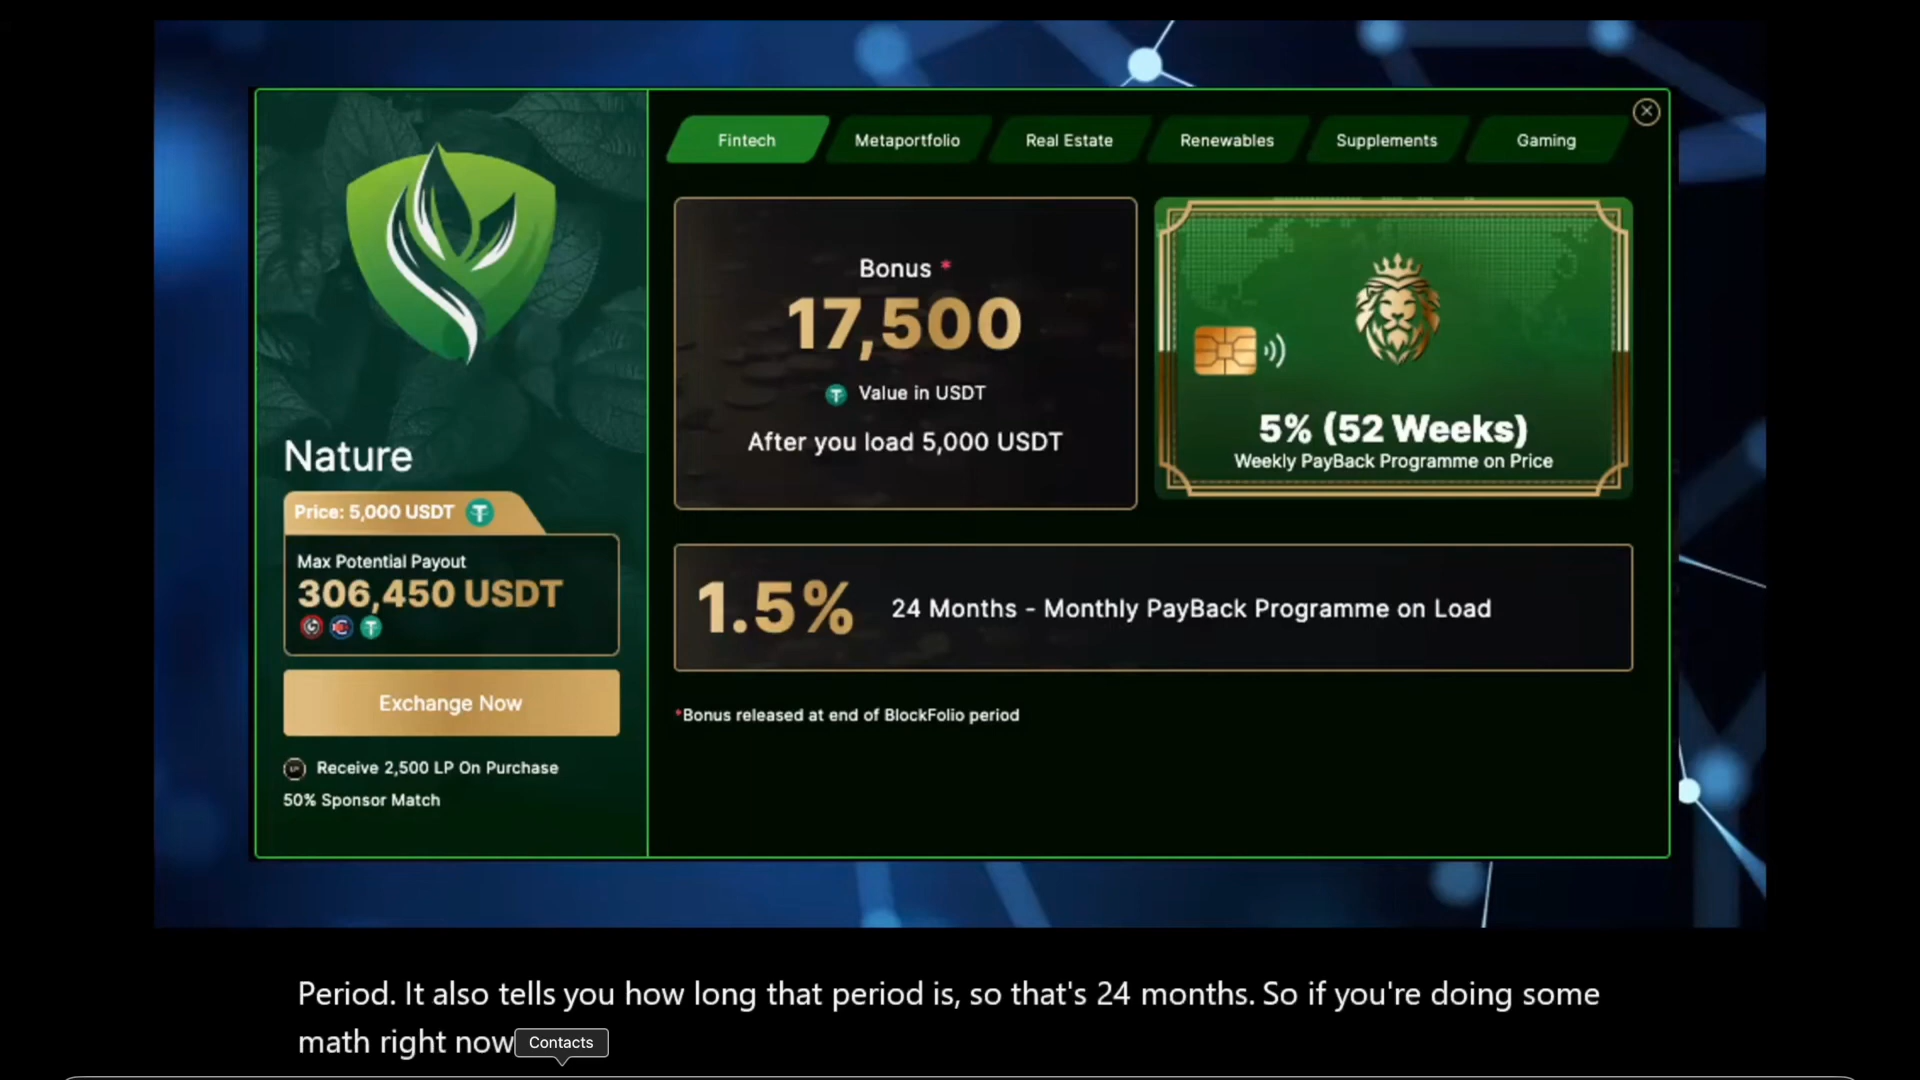 Fintech
Metaportfolio
Real Estate
Renewables
Supplements
Gaming
Nature
Price: 5,000 USDT
Max Potential Payout
306,450 USDT
Exchange Now
Receive 2,500 LP On Purchase
50% Sponsor Match
Bonus *
17,500
Value in USDT
After you load 5,000 USDT
5% (52 Weeks)
Weekly PayBack Programme on Price
1.5%
24 Months - Monthly PayBack Programme on Load
*Bonus released at end of BlockFolio period
Period. It also tells you how long that period is, so that's 24 months. So if you're doing some
math right now
Contacts